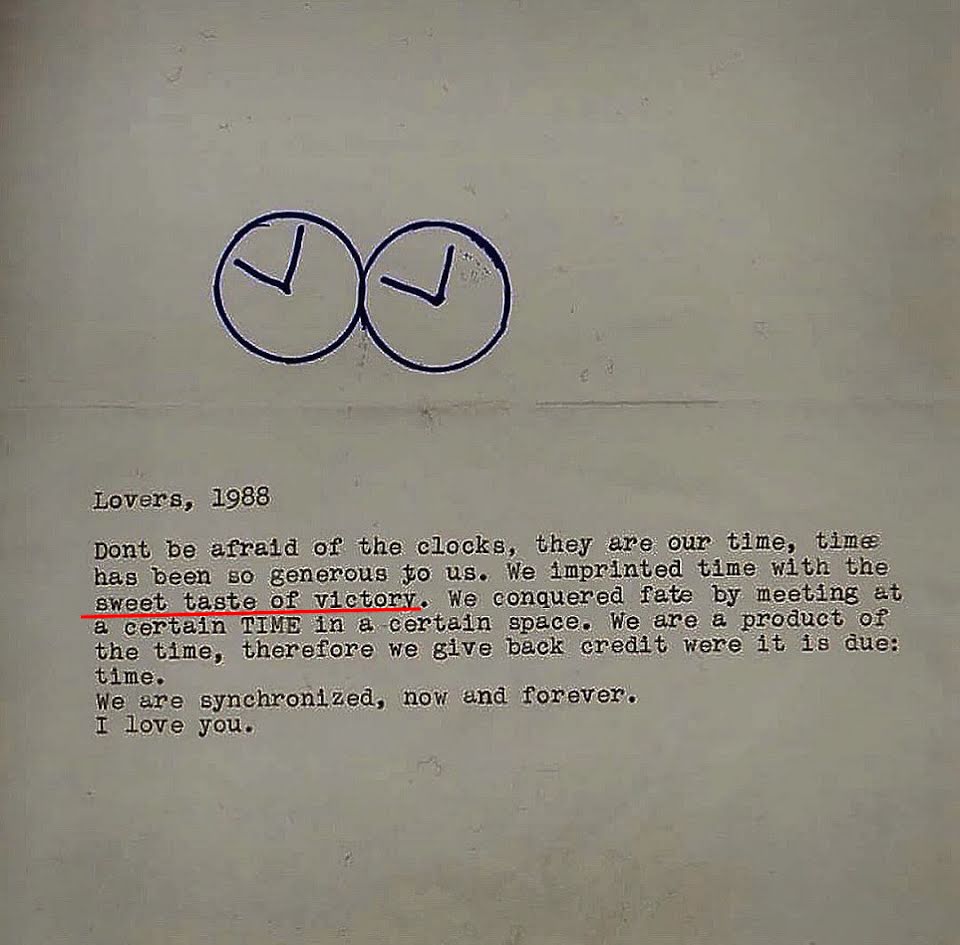 Lovers, 1988
Dont be afraid of the clocks, they are our time, time
has been so generous to us. We imprinted time with the
sweet taste of victory. We conquered fate by meeting at
a certain TIME in a certain space. We are a product of
the time, therefore we give back credit were it is due:
time.
We are synchronized, now and forever.
I love you.